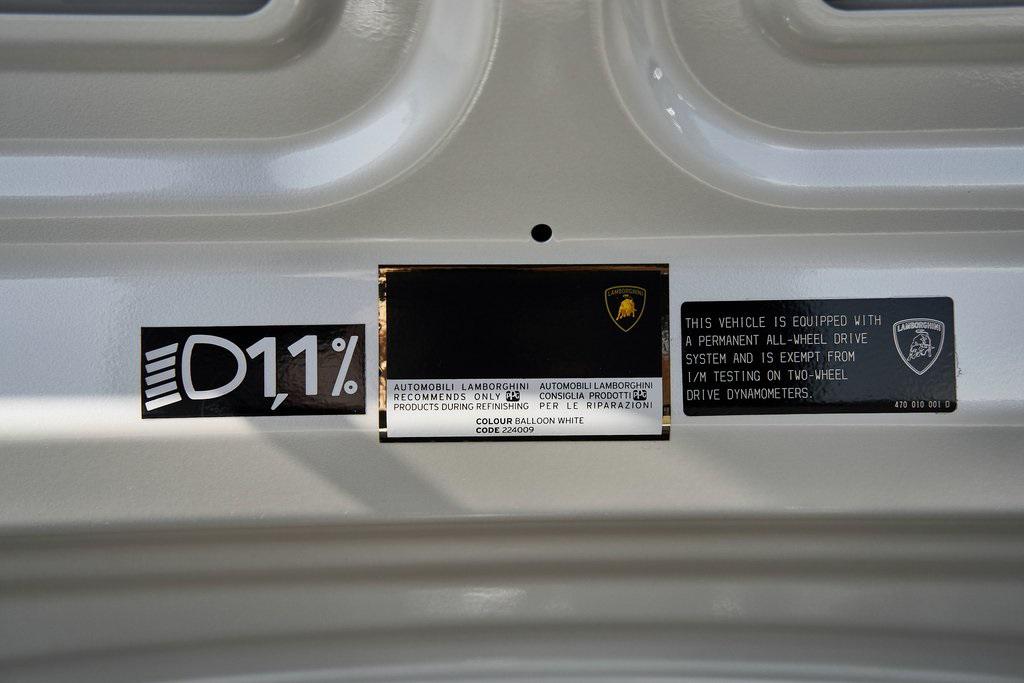 1,1%
LAMBORGHINI
AUTOMOBILI LAMBORGHINI
RECOMMENDS ONLY PPG
PRODUCTS DURING REFINISHING
AUTOMOBILI LAMBORGHINI
CONSIGLIA PRODOTTI PPG
PER LE RIPARAZIONI
COLOUR BALLOON WHITE
CODE 224009
THIS VEHICLE IS EQUIPPED WITH
A PERMANENT ALL-WHEEL DRIVE
SYSTEM AND IS EXEMPT FROM
I/M TESTING ON TWO-WHEEL
DRIVE DYNAMOMETERS.
LAMBORGHINI
470 010 001 D